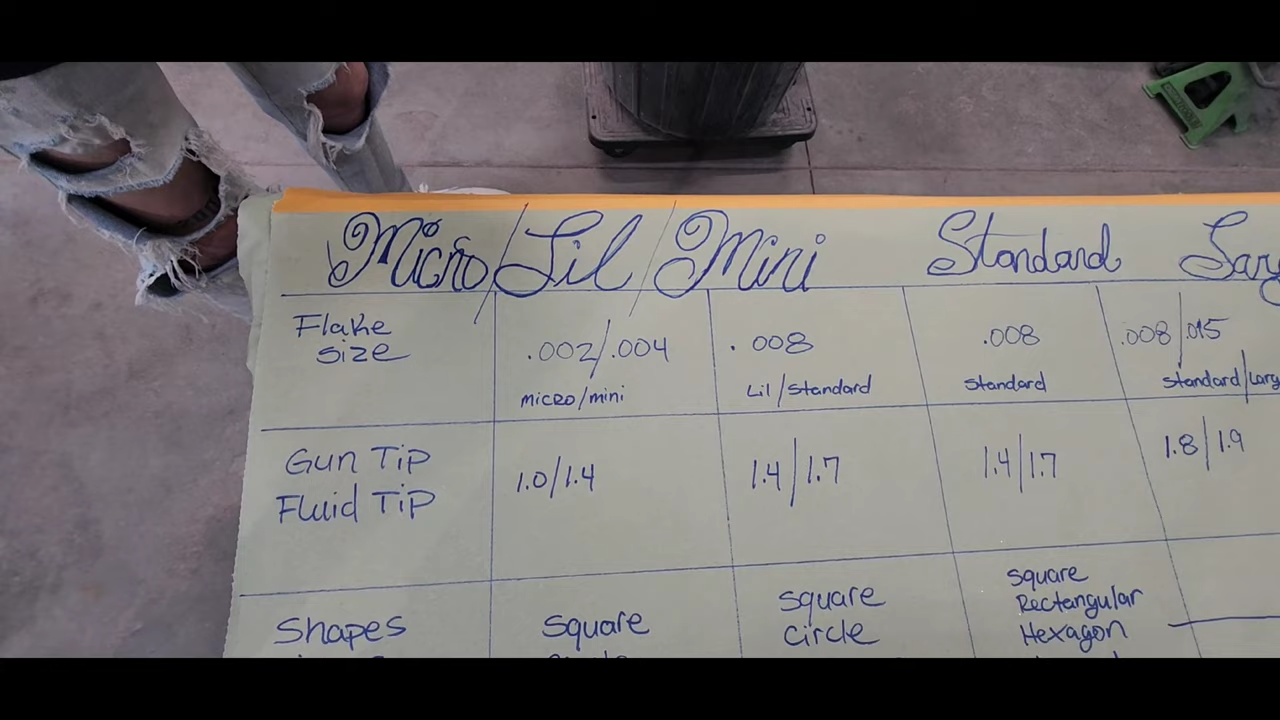 Micro/Lil/Mini Standard
Flake size .002/.004 .008 .008 .008/.015
micro/mini Lil/Standard Standard Standard/Larg
Gun Tip 1.0/1.4 1.4/1.7 1.4/1.7 1.8/1.9
Fluid Tip
Shapes square square circle square
Rectangular
Hexagon